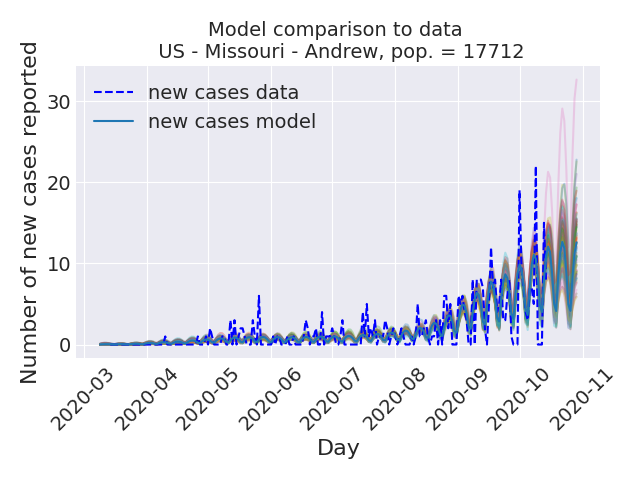 Model comparison to data
US - Missouri - Andrew, pop. = 17712
Number of new cases reported
30
20
10
0
new cases data
new cases model
2020-03
2020-04
2020-05
2020-06
2020-07
2020-08
2020-09
2020-10
2020-11
Day